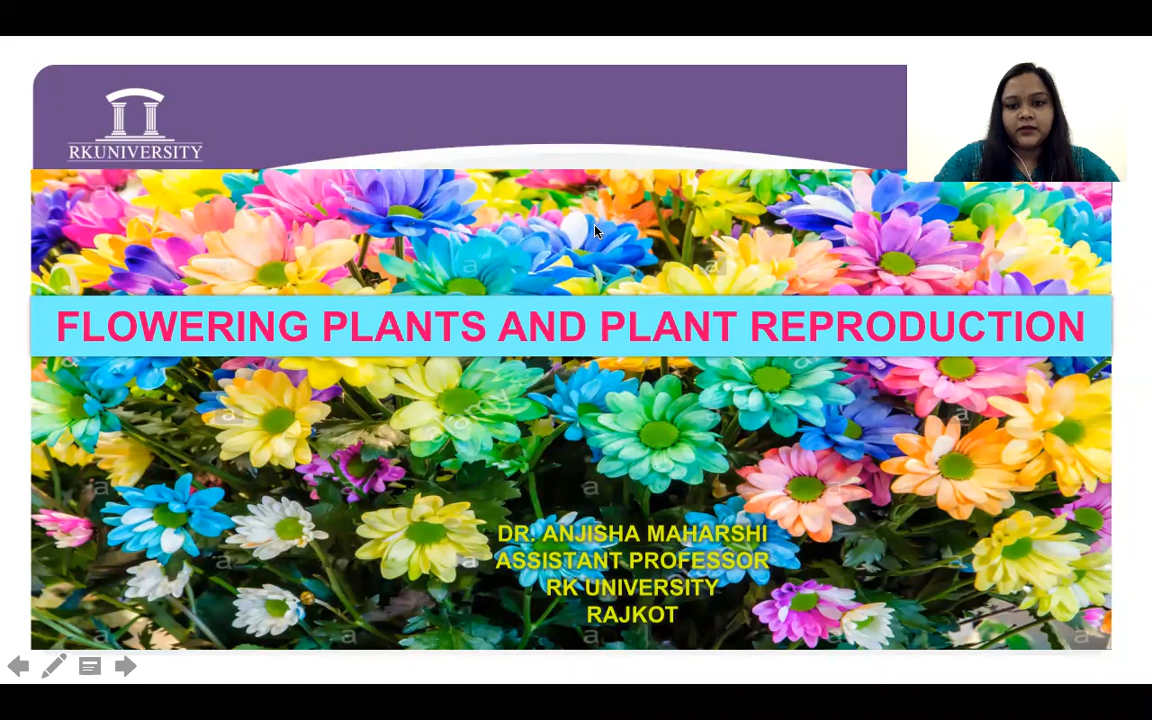 RKUNIVERSITY
FLOWERING PLANTS AND PLANT REPRODUCTION
DR. ANJISHA MAHARSHI
ASSISTANT PROFESSOR
RK UNIVERSITY
RAJKOT